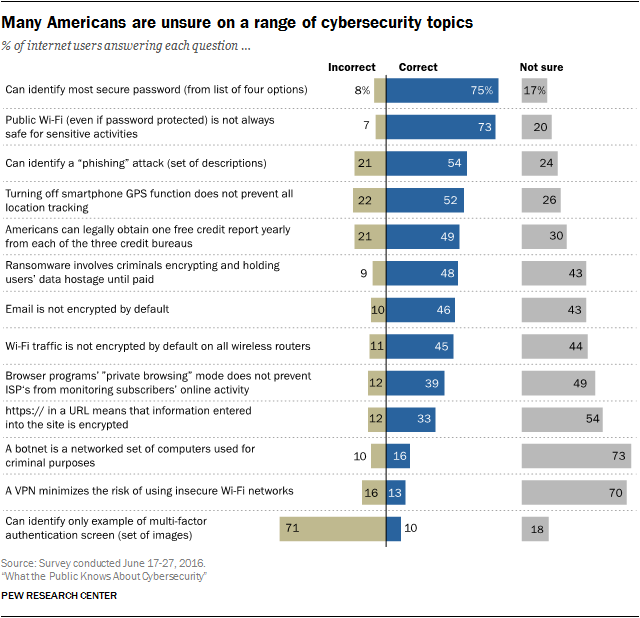 Many Americans are unsure on a range of cybersecurity topics
% of internet users answering each question ...
Incorrect Correct Not sure
Can identify most secure password (from list of four options) 8% 75% 17%
Public Wi-Fi (even if password protected) is not always
safe for sensitive activities 7 73 20
Can identify a “phishing” attack (set of descriptions) 21 54 24
Turning off smartphone GPS function does not prevent all
location tracking 22 52 26
Americans can legally obtain one free credit report yearly
from each of the three credit bureaus 21 49 30
Ransomware involves criminals encrypting and holding
users’ data hostage until paid 9 48 43
Email is not encrypted by default 10 46 43
Wi-Fi traffic is not encrypted by default on all wireless routers 11 45 44
Browser programs’ ”private browsing” mode does not prevent
ISP‘s from monitoring subscribers’ online activity 12 39 49
https:// in a URL means that information entered
into the site is encrypted 12 33 54
A botnet is a networked set of computers used for
criminal purposes 10 16 73
A VPN minimizes the risk of using insecure Wi-Fi networks 16 13 70
Can identify only example of multi-factor
authentication screen (set of images) 71 10 18
Source: Survey conducted June 17-27, 2016.
“What the Public Knows About Cybersecurity”
PEW RESEARCH CENTER